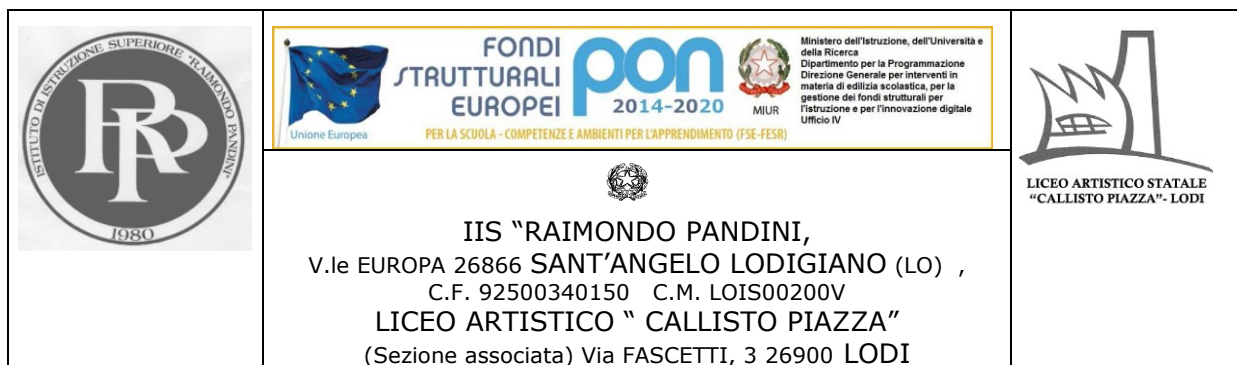 ISTITUTO DI ISTRUZIONE SUPERIORE "RAIMONDO PANDINI"
RP
1980
Unione Europea
FONDI
STRUTTURALI
EUROPEI
pon
2014-2020
MIUR
Ministero dell'Istruzione, dell'Università e
della Ricerca
Dipartimento per la Programmazione
Direzione Generale per interventi in
materia di edilizia scolastica, per la
gestione dei fondi strutturali per
l'istruzione e per l'innovazione digitale
Ufficio IV
PER LA SCUOLA - COMPETENZE E AMBIENTI PER L'APPRENDIMENTO (FSE-FESR)
IIS "RAIMONDO PANDINI,
V.le EUROPA 26866 SANT'ANGELO LODIGIANO (LO) ,
C.F. 92500340150 C.M. LOIS00200V
LICEO ARTISTICO " CALLISTO PIAZZA"
(Sezione associata) Via FASCETTI, 3 26900 LODI
LICEO ARTISTICO STATALE
"CALLISTO PIAZZA"- LODI